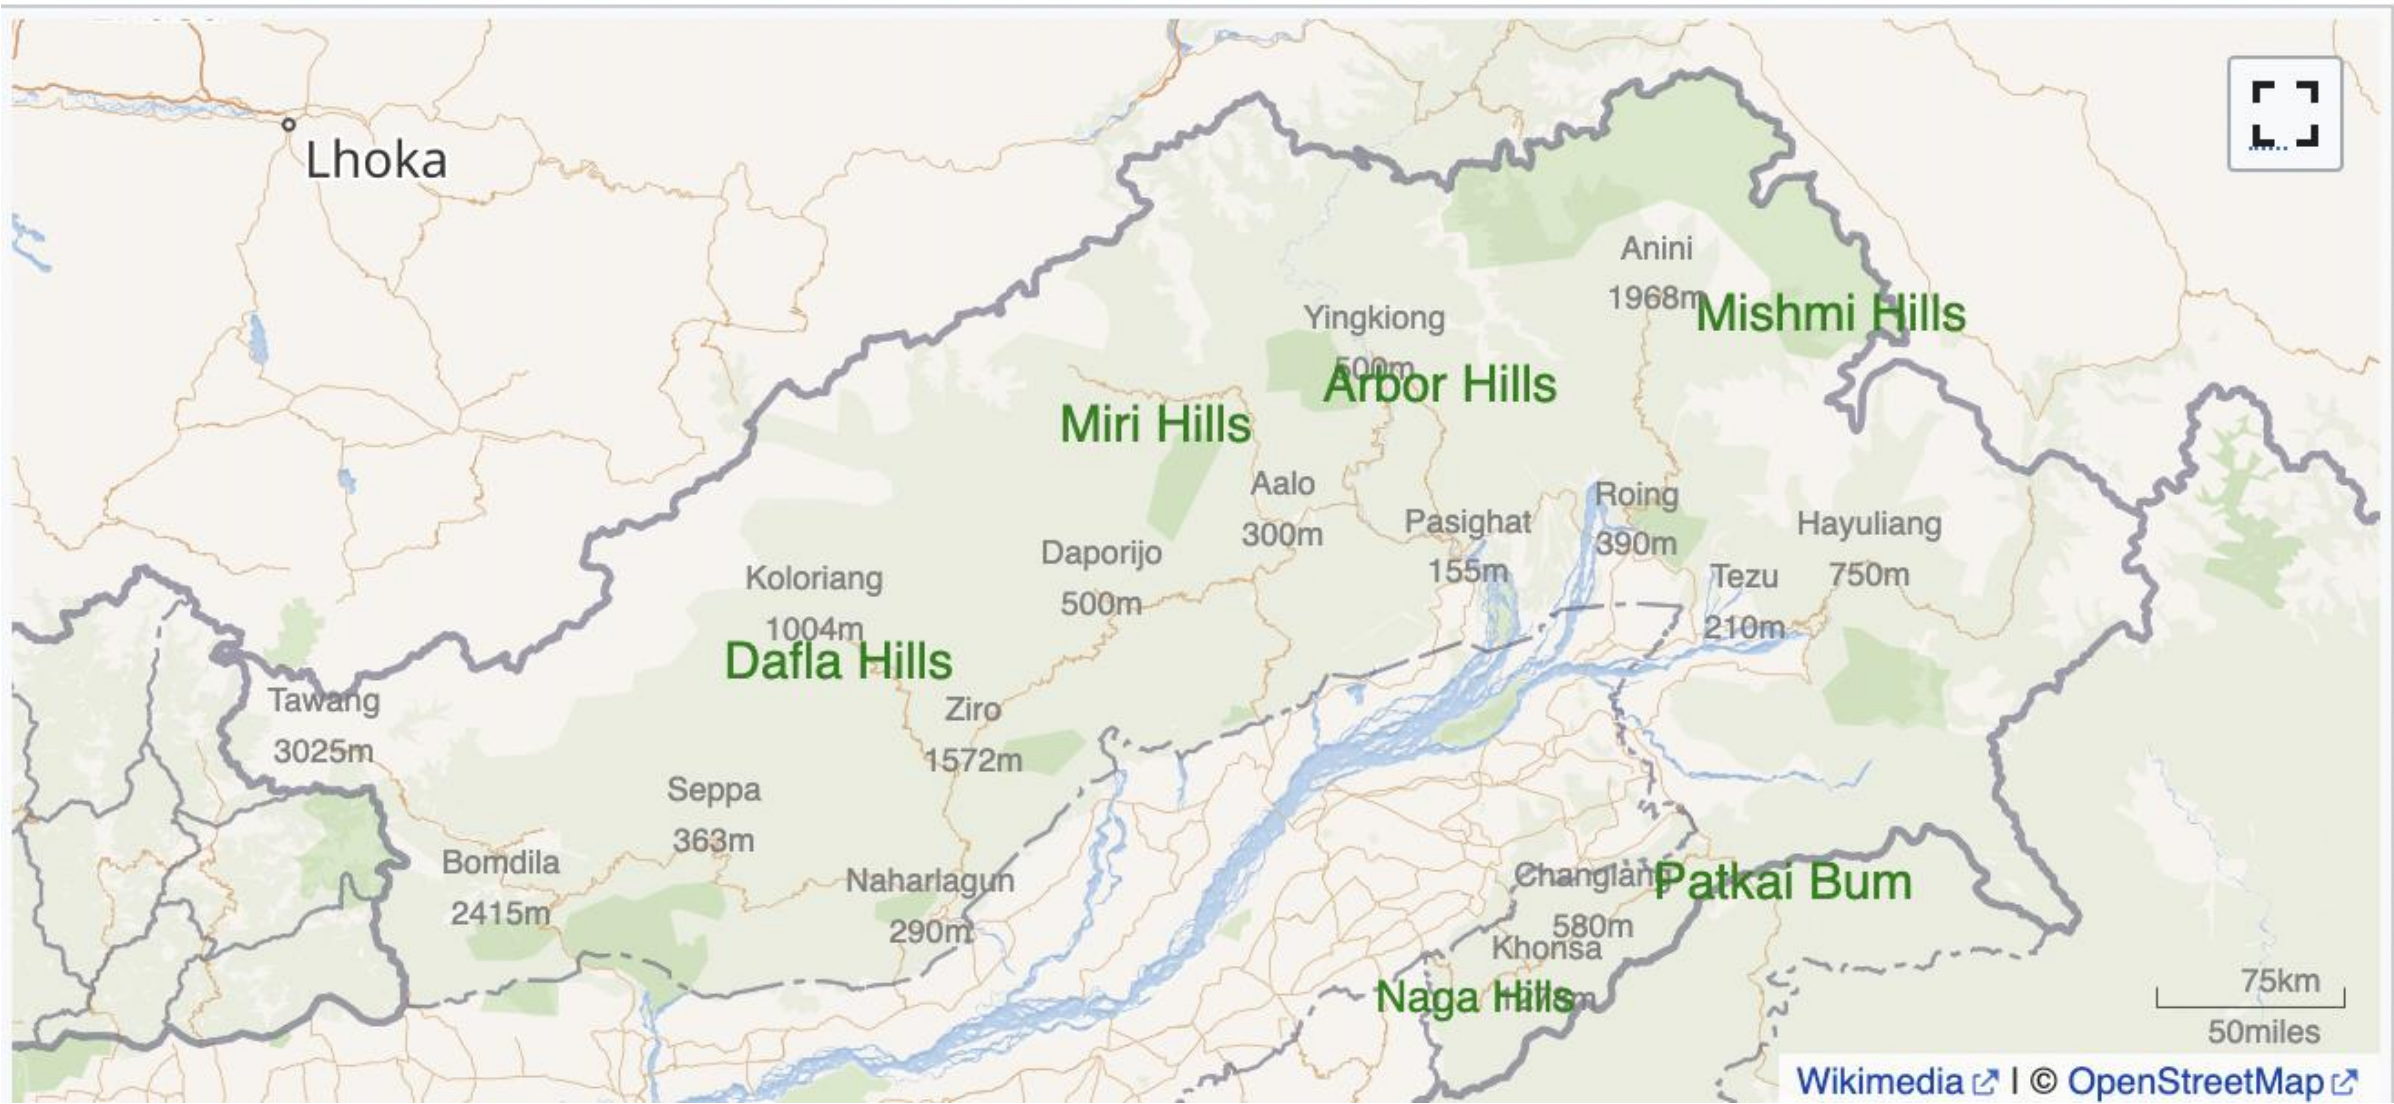 Lhoka
Anini
1968m
Mishmi Hills
Yingkiong
500m
Arbor Hills
Miri Hills
Aalo
300m
Pasighat
155m
Roing
390m
Hayuliang
750m
Tezu
210m
Daporijo
500m
Koloriang
1004m
Dafla Hills
Tawang
3025m
Ziro
1572m
Seppa
363m
Bomdila
2415m
Naharlagun
290m
Changlang
580m
Patkai Bum
Khonsa
Naga Hills
75km
50miles
Wikimedia | © OpenStreetMap